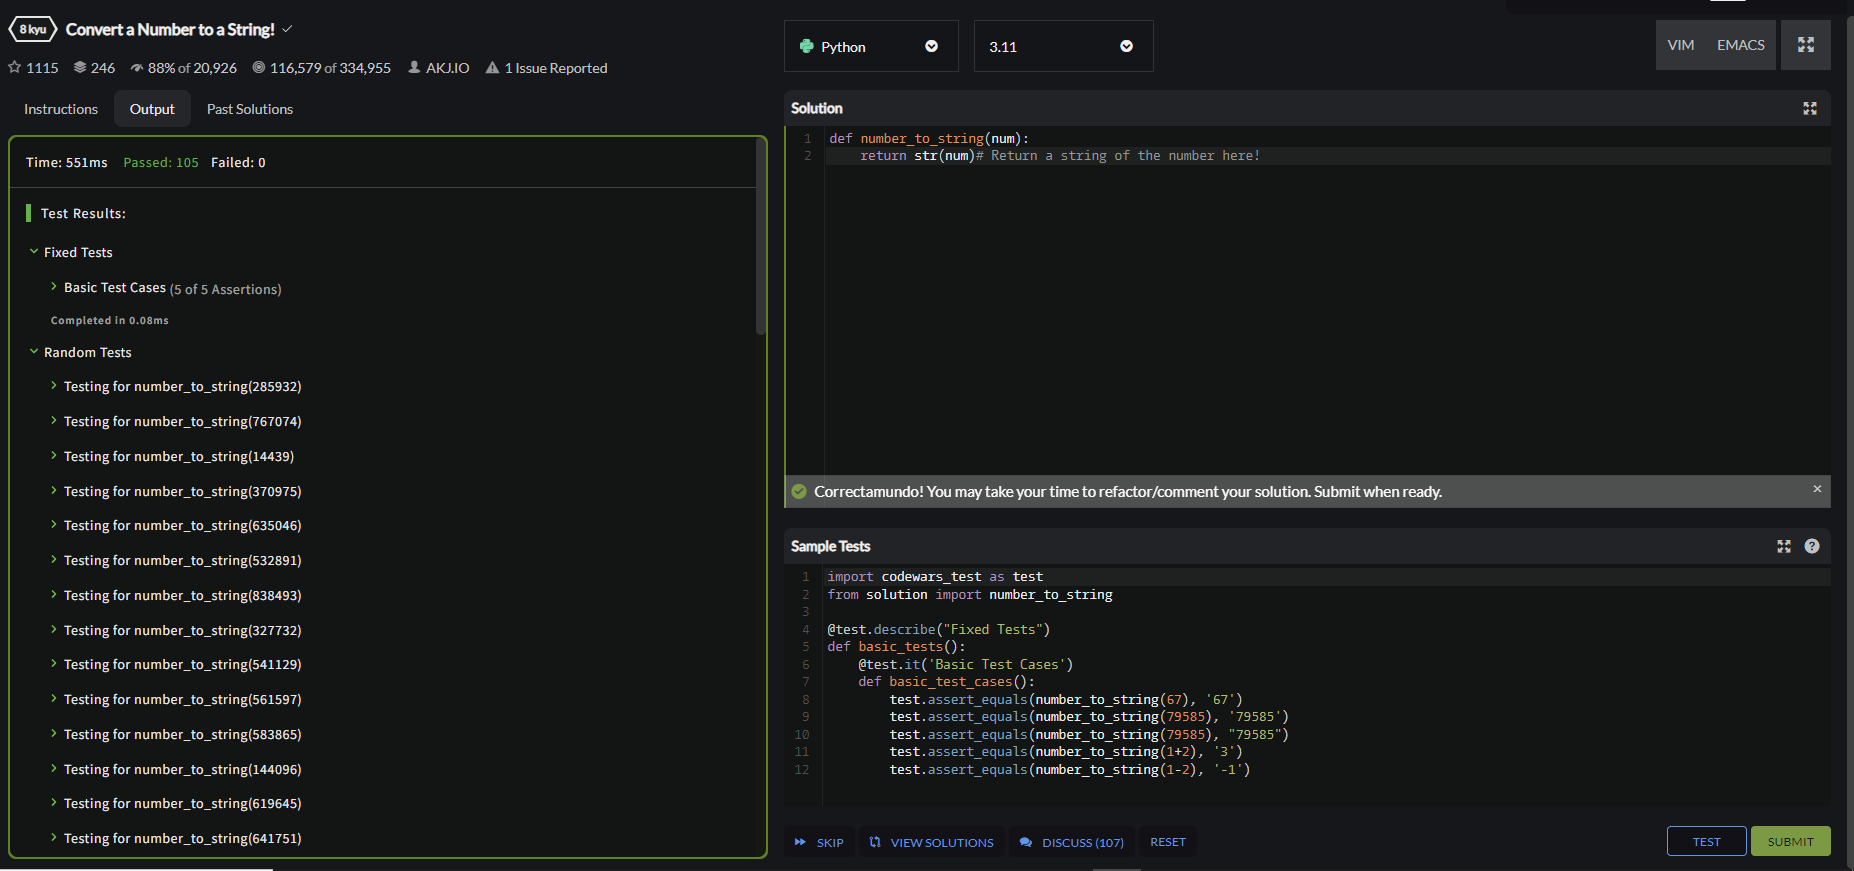 8 kyu Convert a Number to a String!
1115 246 88% of 20,926 116,579 of 334,955 AKJ.IO 1 Issue Reported
Instructions Output Past Solutions
Time: 551ms Passed: 105 Failed: 0
Test Results:
Fixed Tests
Basic Test Cases (5 of 5 Assertions)
Completed in 0.08ms
Random Tests
Testing for number_to_string(285932)
Testing for number_to_string(767074)
Testing for number_to_string(14439)
Testing for number_to_string(370975)
Testing for number_to_string(635046)
Testing for number_to_string(532891)
Testing for number_to_string(838493)
Testing for number_to_string(327732)
Testing for number_to_string(541129)
Testing for number_to_string(561597)
Testing for number_to_string(583865)
Testing for number_to_string(144096)
Testing for number_to_string(619645)
Testing for number_to_string(641751)
Python 3.11 VIM EMACS
Solution
1 def number_to_string(num):
2     return str(num)# Return a string of the number here!
Correctamundo! You may take your time to refactor/comment your solution. Submit when ready. ×
Sample Tests ?
1 import codewars_test as test
2 from solution import number_to_string
3
4 @test.describe("Fixed Tests")
5 def basic_tests():
6     @test.it('Basic Test Cases')
7     def basic_test_cases():
8         test.assert_equals(number_to_string(67), '67')
9         test.assert_equals(number_to_string(79585), '79585')
10         test.assert_equals(number_to_string(79585), "79585")
11         test.assert_equals(number_to_string(1+2), '3')
12         test.assert_equals(number_to_string(1-2), '-1')
SKIP VIEW SOLUTIONS DISCUSS (107) RESET TEST SUBMIT